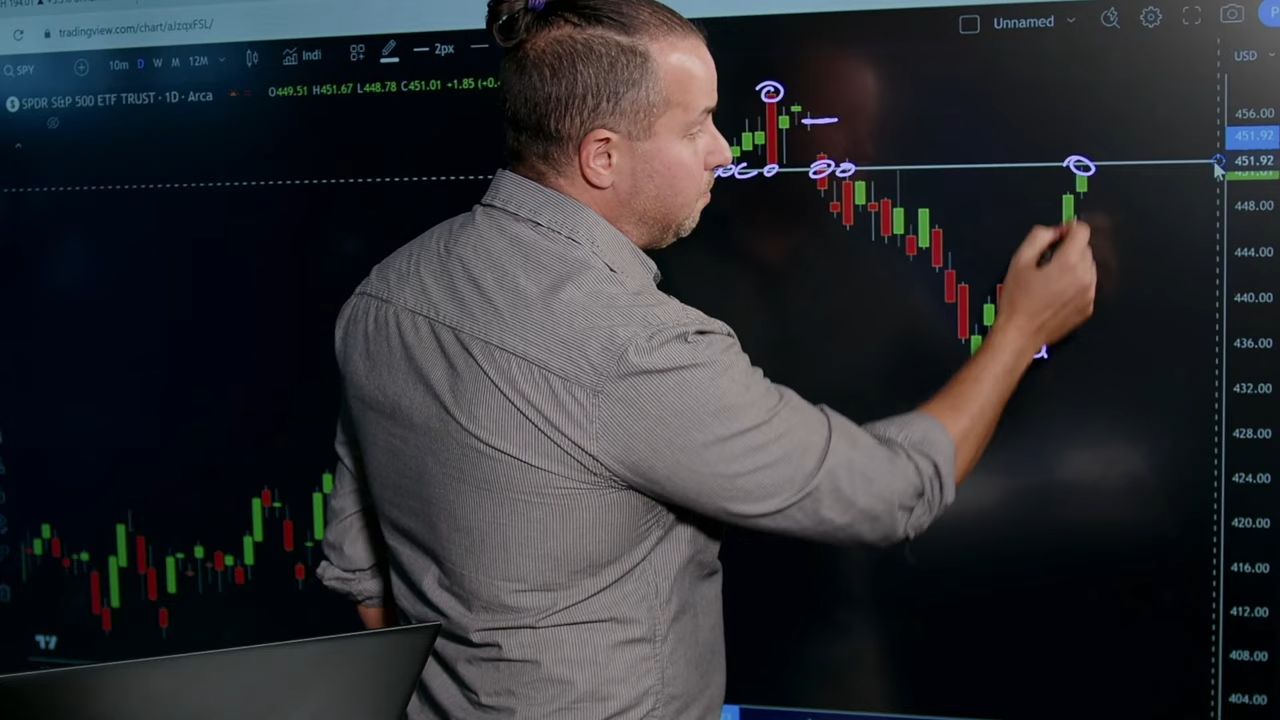 tradingview.com/chart/aJzqxFSL/
Unnamed
SPY
10m D W M 12M
Indi
2px
USD
SPDR S&P 500 ETF TRUST · 1D · Arca
O449.51 H451.67 L448.78 C451.01 +1.85
456.00
451.92
451.92
448.00
444.00
440.00
436.00
432.00
428.00
424.00
420.00
416.00
412.00
408.00
404.00